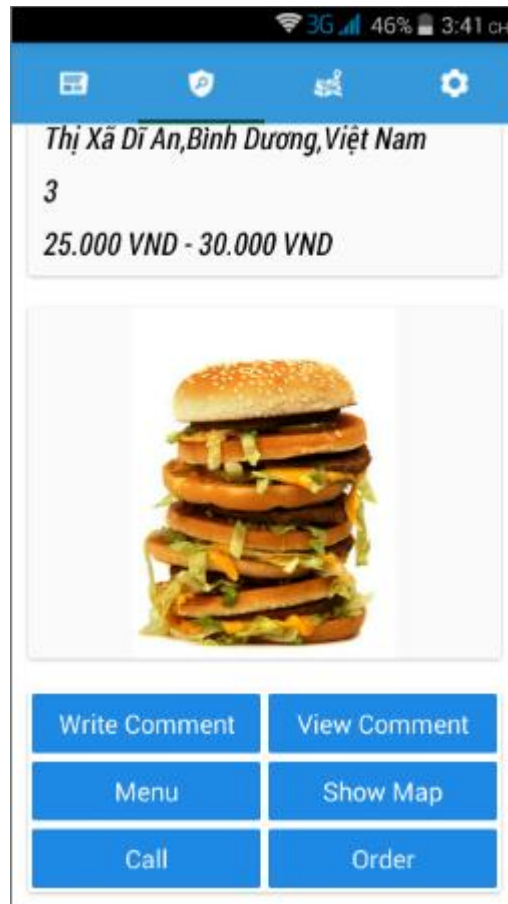 3G 46% 3:41 CH
Thị Xã Dĩ An,Bình Dương,Việt Nam
3
25.000 VND - 30.000 VND
Write Comment View Comment
Menu Show Map
Call Order